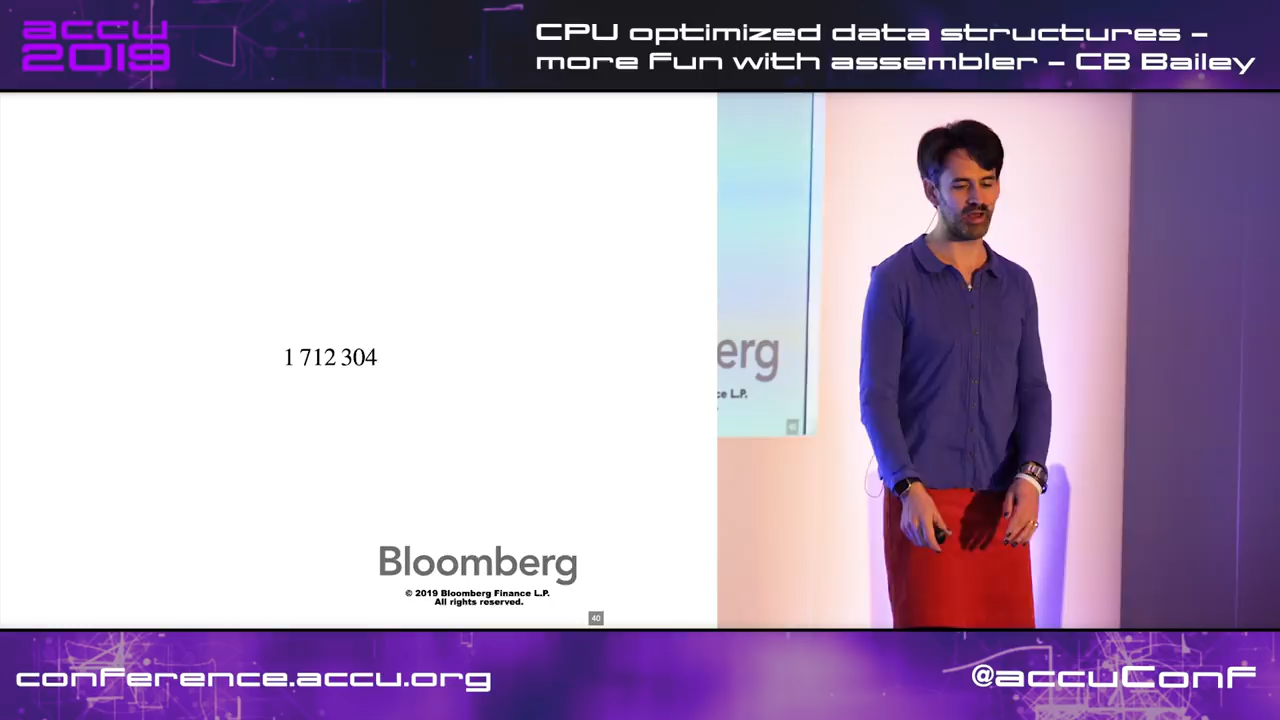 accu
2019
CPU optimized data structures –
more Fun with assembler – CB Bailey
1 712 304
Bloomberg
© 2019 Bloomberg Finance L.P.
All rights reserved.
40
erg
ce L.P.
conference.accu.org
@accuConf